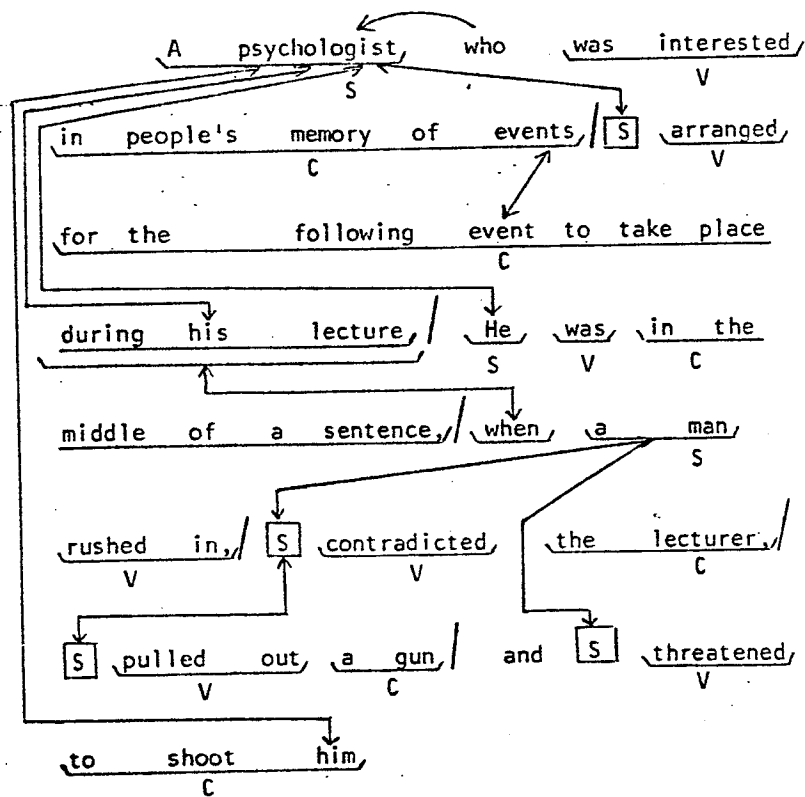 A psychologist, who was interested
S V
in people's memory of events,/ S arranged
C V
for the following event to take place
C
during his lecture,/ He was in the
S V C
middle of a sentence,/ when a man
S
rushed in,/ S contradicted the lecturer,/
V V C
S pulled out a gun/ and S threatened
V C V
to shoot him
C